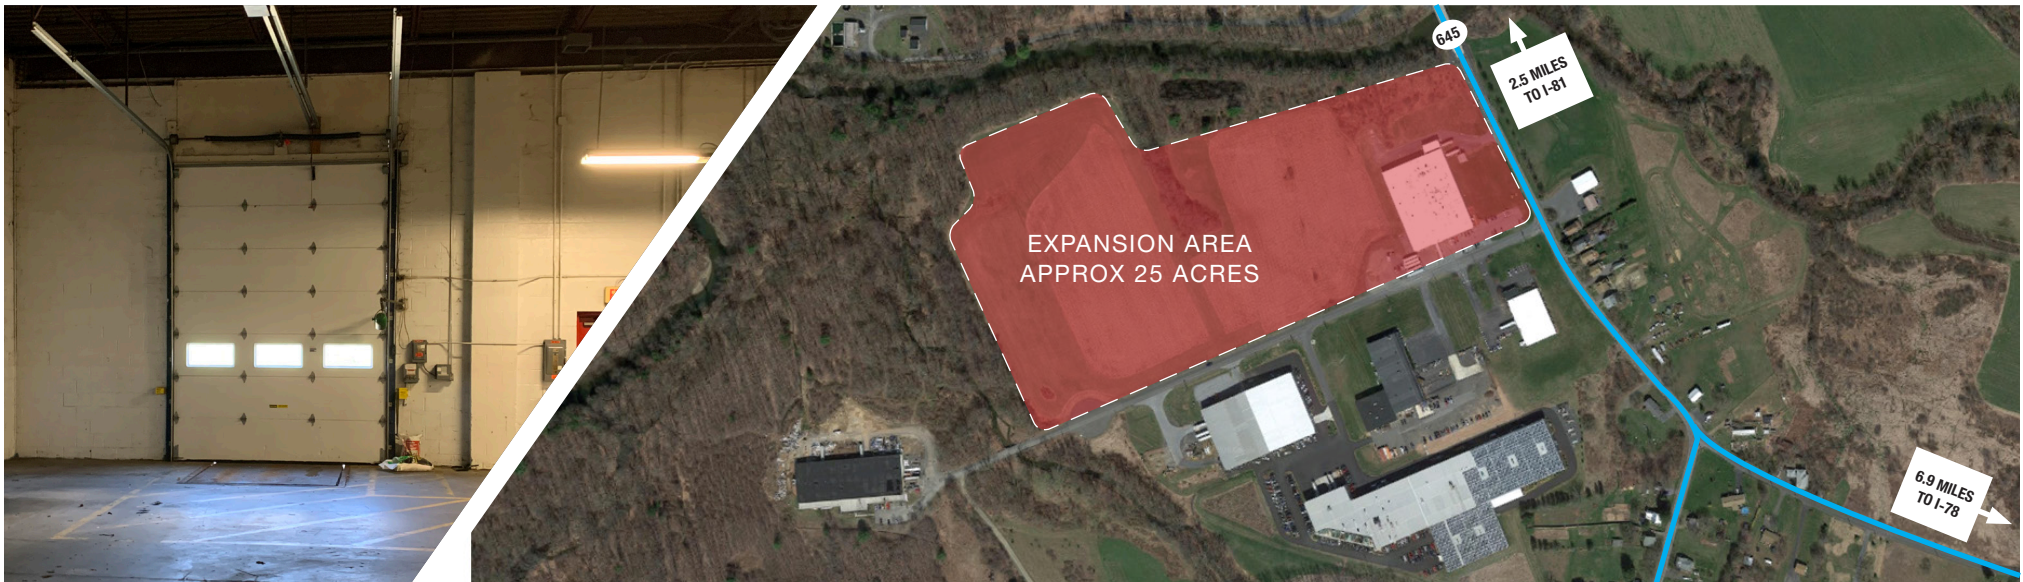 645
2.5 MILES
TO I-81
EXPANSION AREA
APPROX 25 ACRES
6.9 MILES
TO I-78